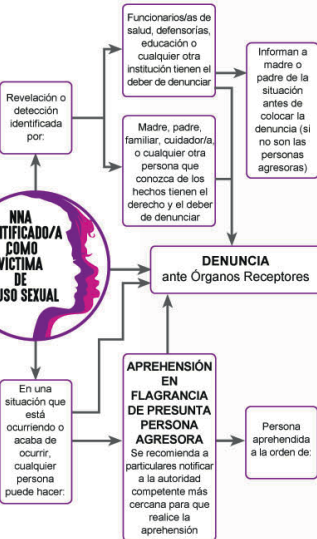 Funcionarios/as de
salud, defensorías,
educación o
cualquier otra
institución tienen el
deber de denunciar
Informan a
madre o
padre de la
situación
antes de
colocar la
denuncia (si
no son las
personas
agresoras)
Revelación o
detección
identificada
por:
Madre, padre,
familiar, cuidador/a,
o cualquier otra
persona que
conozca de los
hechos tienen el
derecho y el deber
de denunciar
NNA
NTIFICADO/A
COMO
VÍCTIMA
DE
USO SEXUAL
DENUNCIA
ante Órganos Receptores
En una
situación que
está
ocurriendo o
acaba de
ocurrir,
cualquier
persona
puede hacer:
APREHENSIÓN
EN
FLAGRANCIA
DE PRESUNTA
PERSONA
AGRESORA
Se recomienda a
particulares notificar
a la autoridad
competente más
cercana para que
realice la
aprehensión
Persona
aprehendida
a la orden de: